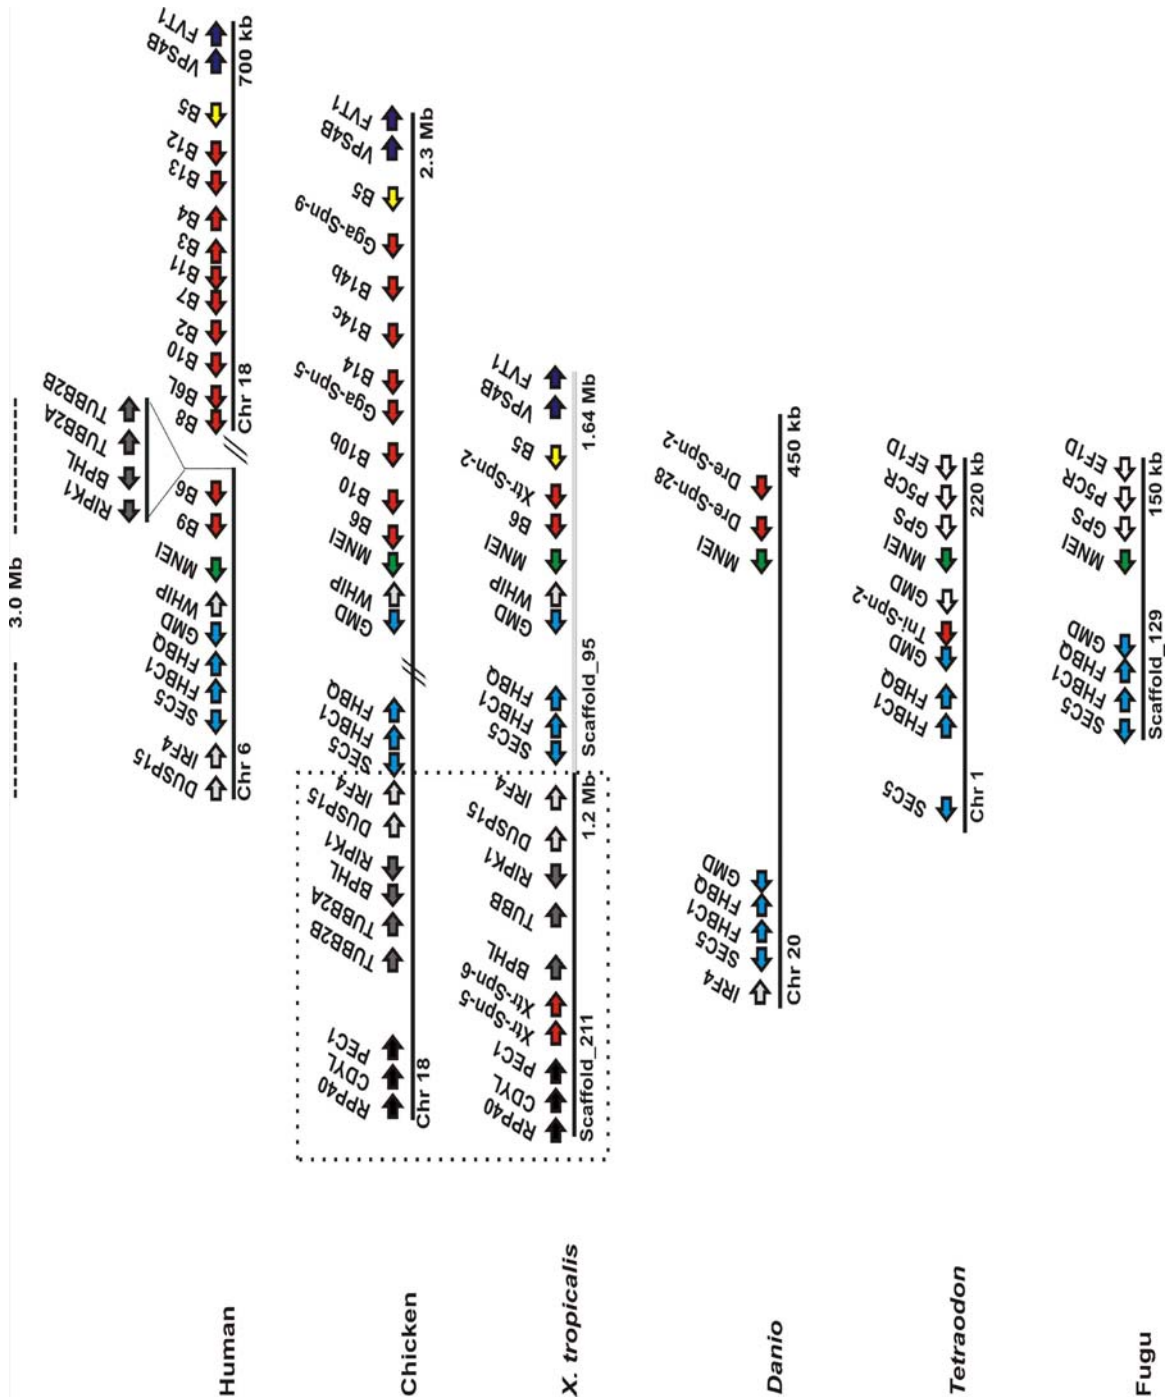 3.0 Mb
RIPK1
BPHL
TUBB2A
TUBB2B
Human
DUSP15
IRF4
SEC5
FHBC1
FHBQ
GMD
WHIP
MNEI
B9
B6
B8
B6L
B10
B2
B7
B11
B3
B4
B13
B12
B5
VPS4B
FVT1
Chr 6
Chr 18
700 kb
Chicken
RPP40
CDYL
PEC1
TUBB2B
TUBB2A
BPHL
RIPK1
DUSP15
IRF4
SEC5
FHBC1
FHBQ
GMD
WHIP
MNEI
B6
B10
B10b
Gga-Spn-5
B14
B14c
B14b
Gga-Spn-9
B5
VPS4B
FVT1
Chr 18
2.3 Mb
X. tropicalis
RPP40
CDYL
PEC1
Xtr-Spn-5
Xtr-Spn-6
BPHL
TUBB
RIPK1
DUSP15
IRF4
SEC5
FHBC1
FHBQ
GMD
WHIP
MNEI
B6
Xtr-Spn-2
B5
VPS4B
FVT1
Scaffold_211
1.2 Mb
Scaffold_95
1.64 Mb
Danio
IRF4
SEC5
FHBC1
FHBQ
GMD
MNEI
Dre-Spn-28
Dre-Spn-2
Chr 20
450 kb
Tetraodon
SEC5
FHBC1
FHBQ
GMD
Tni-Spn-2
GMD
MNEI
GPS
P5CR
EF1D
Chr 1
220 kb
Fugu
SEC5
FHBC1
FHBQ
GMD
MNEI
GPS
P5CR
EF1D
Scaffold_129
150 kb